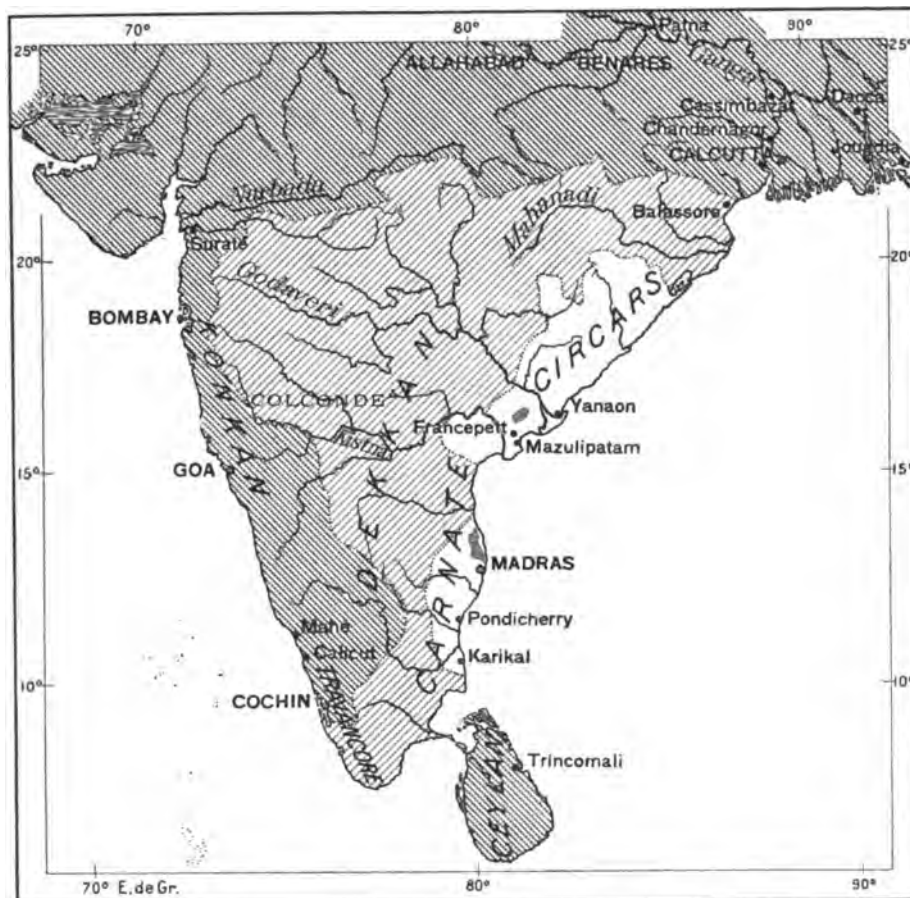 70° 80° 90°
25° 25°
Patna
Ganga
ALLAHABAD BENARES
Cassimbazar Dacca
Chandernagor
CALCUTTA Jougdia
Narbada
Mahanadi
Balassore
Surate
20° 20°
Godaveri
BOMBAY
CIRCARS
KONKAN
DEKKAN
COLCONDE
Yanaon
Francepett
Kistna
Mazulipatam
GOA
15° 15°
CARNATE
MADRAS
Pondicherry
Mahé
Calicut
Karikal
10° 10°
COCHIN
TRAVANCORE
Trincomali
CEYLAN
70° E. de Gr. 80° 90°